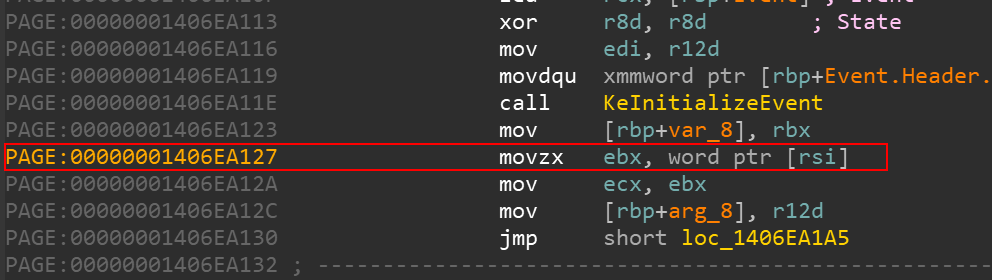 xor r8d, r8d ; State
PAGE:00000001406EA113 
PAGE:00000001406EA116 mov edi, r12d
PAGE:00000001406EA119 movdqu xmmword ptr [rbp+Event.Header.
PAGE:00000001406EA11E call KeInitializeEvent
PAGE:00000001406EA123 mov [rbp+var_8], rbx
PAGE:00000001406EA127 movzx ebx, word ptr [rsi]
PAGE:00000001406EA12A mov ecx, ebx
PAGE:00000001406EA12C mov [rbp+arg_8], r12d
PAGE:00000001406EA130 jmp short loc_1406EA1A5
PAGE:00000001406EA132 ; ---------------------------------------------